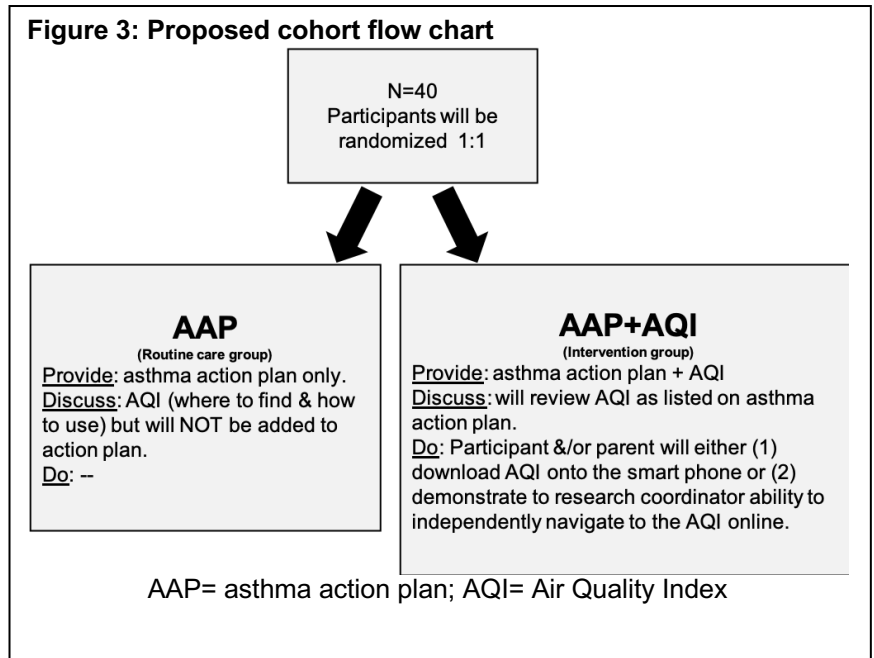 Figure 3: Proposed cohort flow chart
N=40
Participants will be
randomized 1:1
AAP
(Routine care group)
Provide: asthma action plan only.
Discuss: AQI (where to find & how
to use) but will NOT be added to
action plan.
Do: --
AAP+AQI
(Intervention group)
Provide: asthma action plan + AQI
Discuss: will review AQI as listed on asthma
action plan.
Do: Participant &/or parent will either (1)
download AQI onto the smart phone or (2)
demonstrate to research coordinator ability to
independently navigate to the AQI online.
AAP= asthma action plan; AQI= Air Quality Index